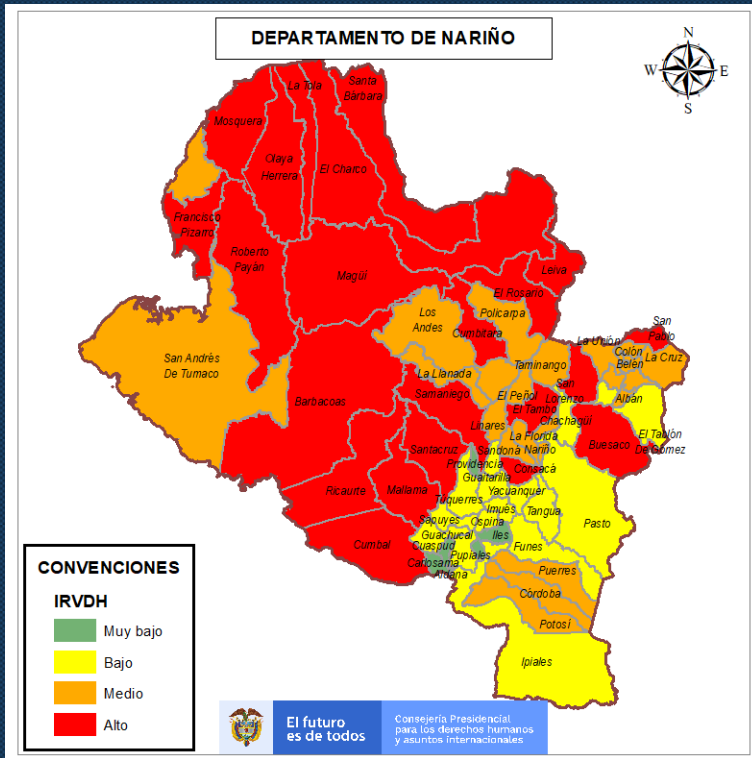 DEPARTAMENTO DE NARIÑO
N
W
E
S
La Tola
Santa
Bárbara
Mosquera
Olaya
Herrera
El Charco
Francisco
Pizarro
Roberto
Payán
Magüí
Leiva
El Rosario
Policarpa
Los
Andes
Cumbitara
San
Pablo
La Unión
Colón
Belén
La Cruz
San Andrés
De Tumaco
La Llanada
Taminango
San
Lorenzo
Albán
Barbacoas
Samaniego
El Peñol
El Tambo
Chachagüí
Linares
La Florida
El Tablón
De Gómez
Buesaco
Santacruz
Sandoná
Nariño
Providencia
Consacá
Guaitarilla
Ricaurte
Mallama
Yacuanquer
Túquerres
Imués
Tangua
Pasto
Sapuyes
Ospina
Guachucal
Iles
Cumbal
Cuaspud
Funes
Carlosama
Pupiales
Aldana
Puerres
Córdoba
Potosí
Ipiales
CONVENCIONES
IRVDH
Muy bajo
Bajo
Medio
Alto
El futuro
es de todos
Consejería Presidencial
para los derechos humanos
y asuntos internacionales